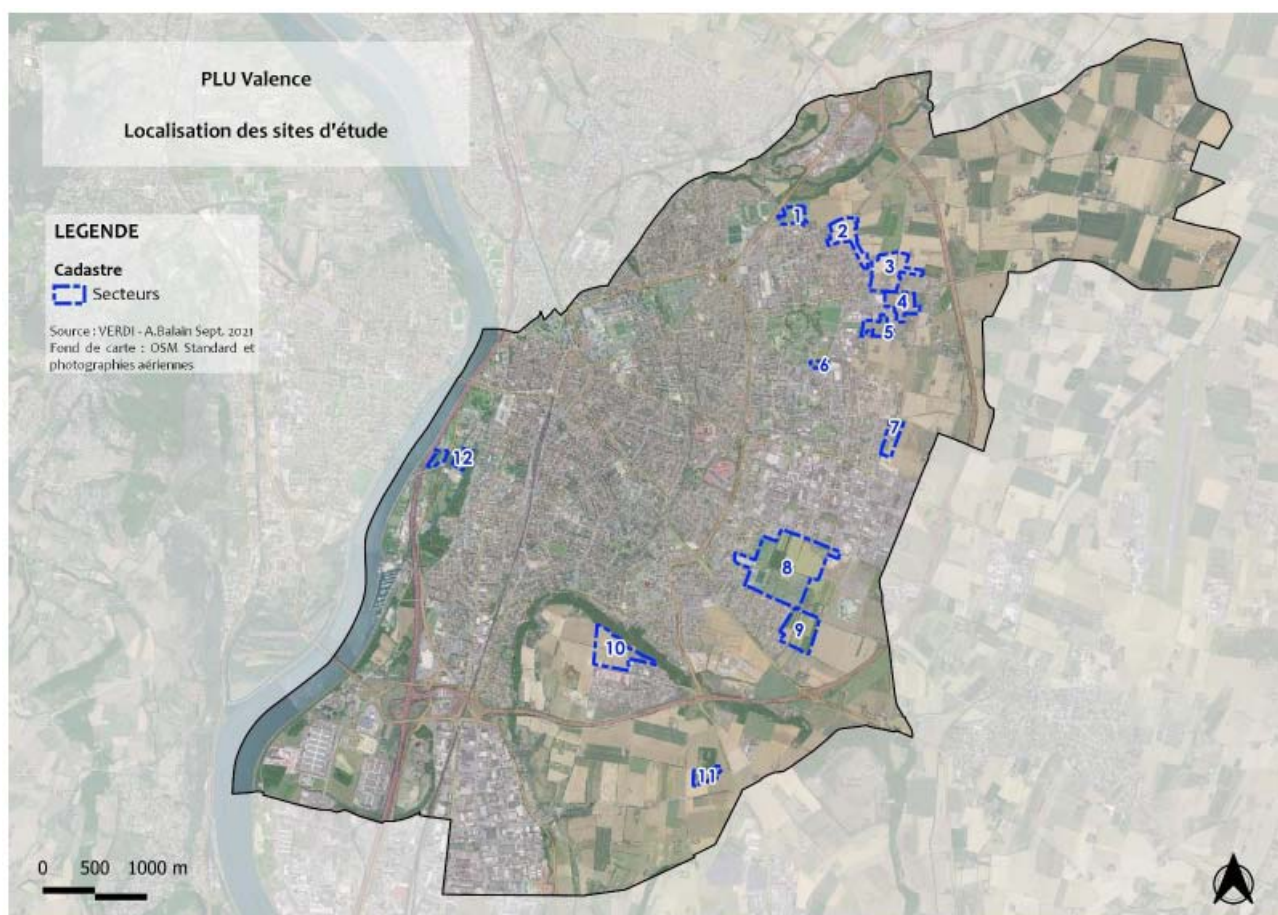 PLU Valence
Localisation des sites d'étude
LEGENDE
Cadastre
Secteurs
Source : VERDI - A.Balain Sept. 2021
Fond de carte : OSM Standard et
photographies aériennes
1
2
3
4
5
6
7
12
8
9
10
11
0 500 1000 m